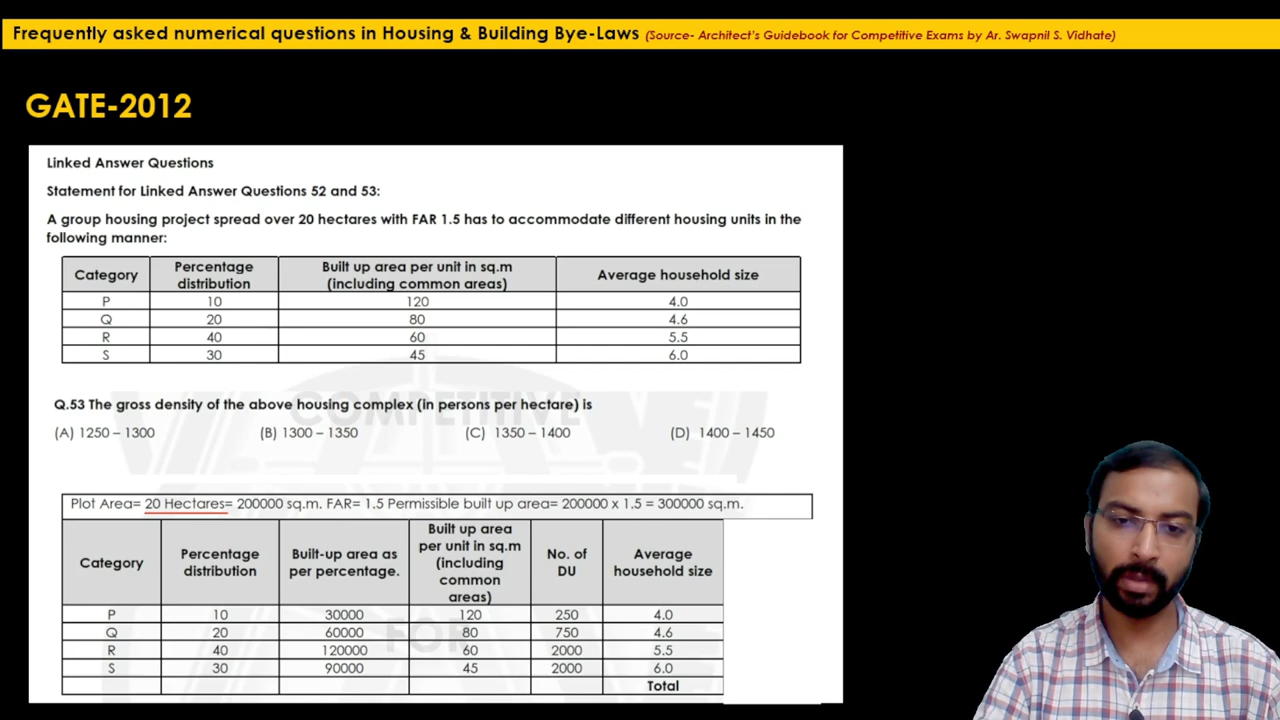 Frequently asked numerical questions in Housing & Building Bye-Laws (Source- Architect's Guidebook for Competitive Exams by Ar. Swapnil S. Vidhate)
GATE-2012
Linked Answer Questions
Statement for Linked Answer Questions 52 and 53:
A group housing project spread over 20 hectares with FAR 1.5 has to accommodate different housing units in the
following manner:
Category Percentage distribution Built up area per unit in sq.m (including common areas) Average household size
P 10 120 4.0
Q 20 80 4.6
R 40 60 5.5
S 30 45 6.0
COMPETITIVE
Q.53 The gross density of the above housing complex (in persons per hectare) is
(A) 1250 – 1300 (B) 1300 – 1350 (C) 1350 – 1400 (D) 1400 – 1450
Plot Area= 20 Hectares= 200000 sq.m. FAR= 1.5 Permissible built up area= 200000 x 1.5 = 300000 sq.m.
Category Percentage distribution Built-up area as per percentage. Built up area per unit in sq.m (including common areas) No. of DU Average household size
P 10 30000 120 250 4.0
Q 20 60000 80 750 4.6
FOR
R 40 120000 60 2000 5.5
S 30 90000 45 2000 6.0
Total